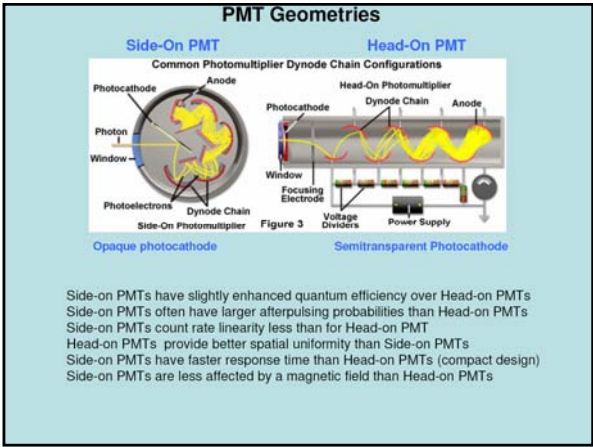 PMT Geometries
Side-On PMT
Head-On PMT
Common Photomultiplier Dynode Chain Configurations
Photocathode
Anode
Photon
Window
Photoelectrons
Dynode Chain
Side-On Photomultiplier
Figure 3
Head-On Photomultiplier
Photocathode
Dynode Chain
Anode
Window
Focusing
Electrode
Voltage
Dividers
Power Supply
Opaque photocathode
Semitransparent Photocathode
Side-on PMTs have slightly enhanced quantum efficiency over Head-on PMTs
Side-on PMTs often have larger afterpulsing probabilities than Head-on PMTs
Side-on PMTs count rate linearity less than for Head-on PMT
Head-on PMTs provide better spatial uniformity than Side-on PMTs
Side-on PMTs have faster response time than Head-on PMTs (compact design)
Side-on PMTs are less affected by a magnetic field than Head-on PMTs